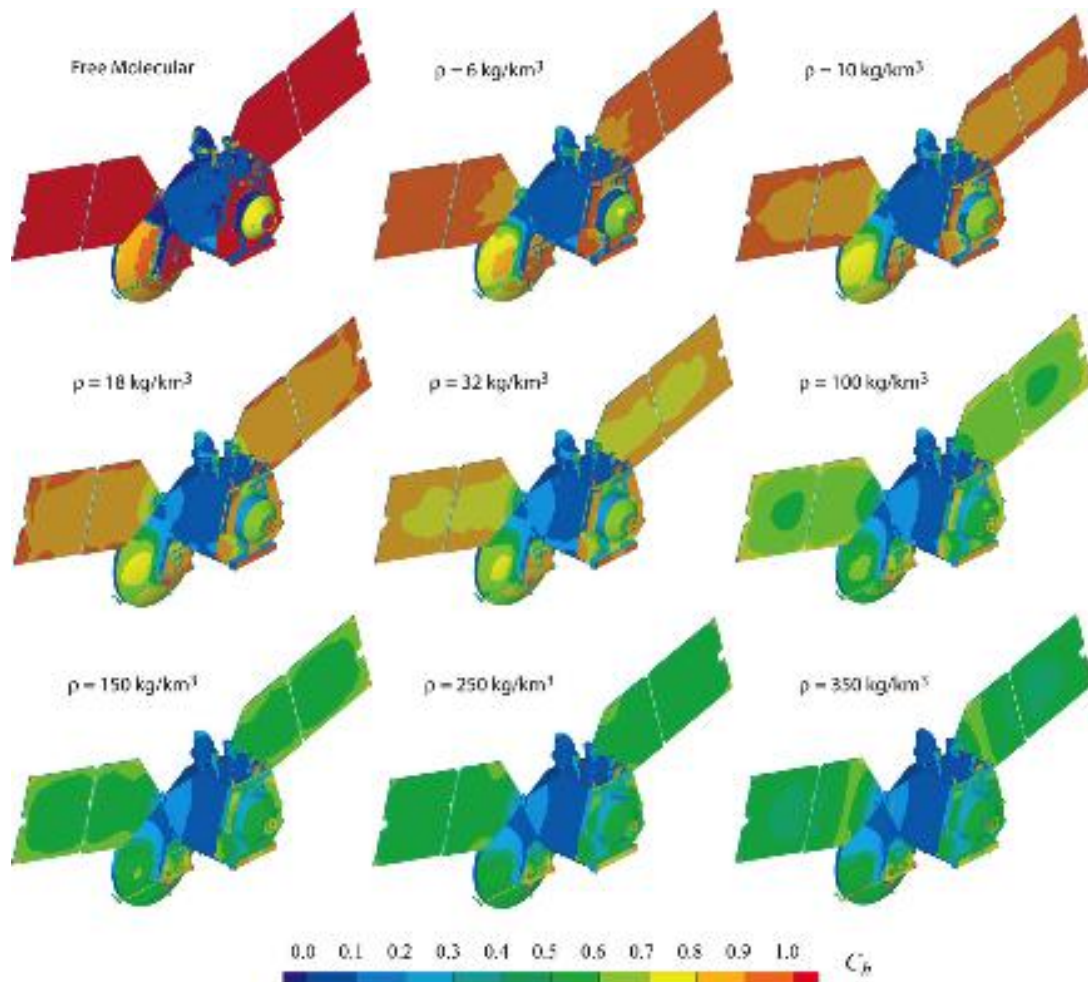 Free Molecular
ρ = 6 kg/km³
ρ = 10 kg/km³
ρ = 18 kg/km³
ρ = 32 kg/km³
ρ = 100 kg/km³
ρ = 150 kg/km³
ρ = 250 kg/km³
ρ = 350 kg/km³
0.0 0.1 0.2 0.3 0.4 0.5 0.6 0.7 0.8 0.9 1.0
C_h